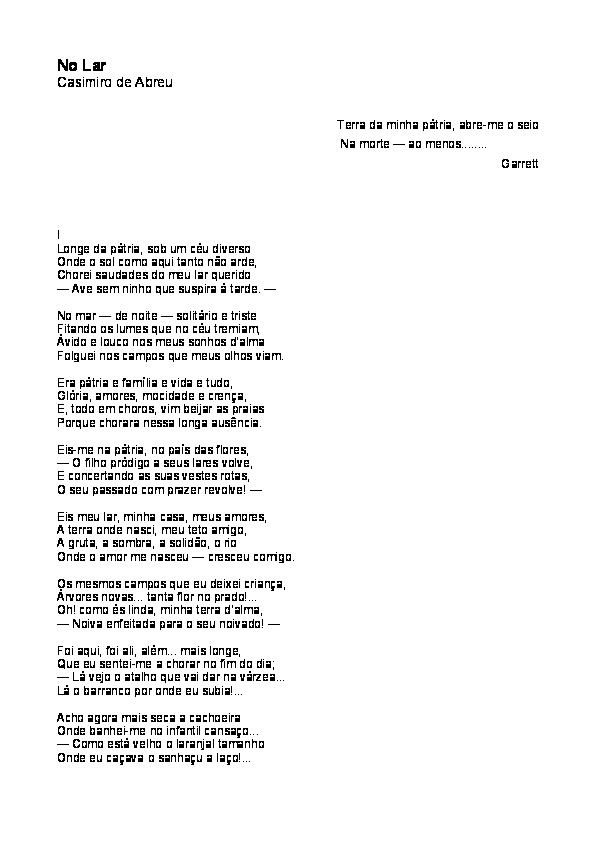 No Lar
Casimiro de Abreu
Terra da minha pátria, abre-me o seio
Na morte — ao menos........
Garrett
I
Longe da pátria, sob um céu diverso
Onde o sol como aqui tanto não arde,
Chorei saudades do meu lar querido
— Ave sem ninho que suspira à tarde. —
No mar — de noite — solitário e triste
Fitando os lumes que no céu tremiam,
Ávido e louco nos meus sonhos d'alma
Folguei nos campos que meus olhos viam.
Era pátria e família e vida e tudo,
Glória, amores, mocidade e crença,
E, todo em choros, vim beijar as praias
Porque chorara nessa longa ausência.
Eis-me na pátria, no país das flores,
— O filho pródigo a seus lares volve,
E concertando as suas vestes rotas,
O seu passado com prazer revolve! —
Eis meu lar, minha casa, meus amores,
A terra onde nasci, meu teto amigo,
A gruta, a sombra, a solidão, o rio
Onde o amor me nasceu — cresceu comigo.
Os mesmos campos que eu deixei criança,
Árvores novas... tanta flor no prado!...
Oh! como és linda, minha terra d'alma,
— Noiva enfeitada para o seu noivado! —
Foi aqui, foi ali, além... mais longe,
Que eu sentei-me a chorar no fim do dia;
— Lá vejo o atalho que vai dar na várzea...
Lá o barranco por onde eu subia!...
Acho agora mais seca a cachoeira
Onde banhei-me no infantil cansaço...
— Como está velho o laranjal tamanho
Onde eu caçava o sanhaçu a laço!...